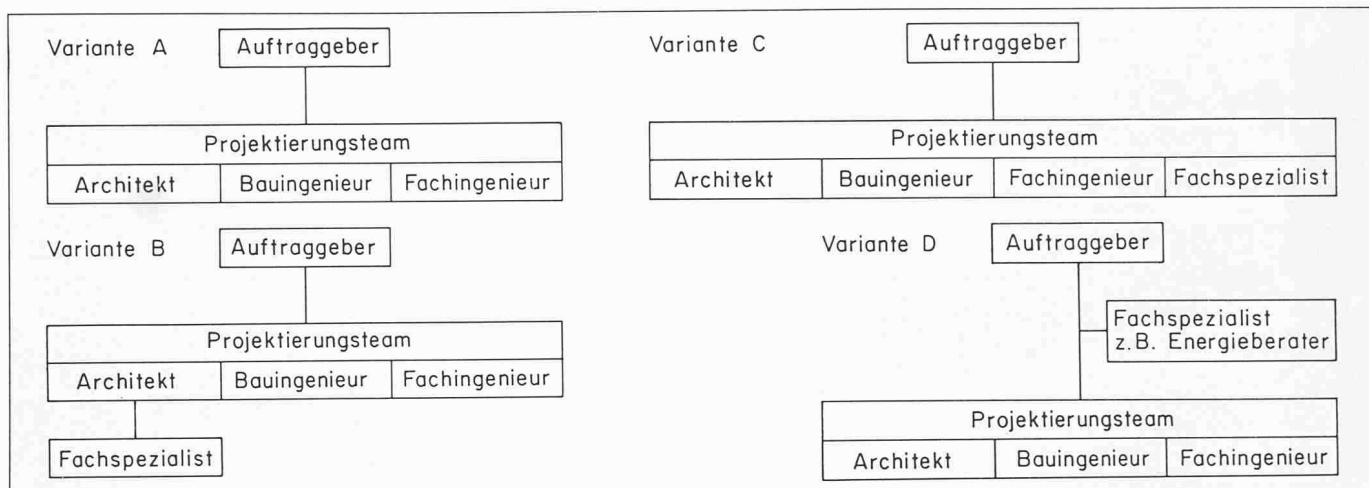 Variante A
Auftraggeber
Projektierungsteam
Architekt Bauingenieur Fachingenieur
Variante B
Auftraggeber
Projektierungsteam
Architekt Bauingenieur Fachingenieur
Fachspezialist
Variante C
Auftraggeber
Projektierungsteam
Architekt Bauingenieur Fachingenieur Fachspezialist
Variante D
Auftraggeber
Fachspezialist
z.B. Energieberater
Projektierungsteam
Architekt Bauingenieur Fachingenieur